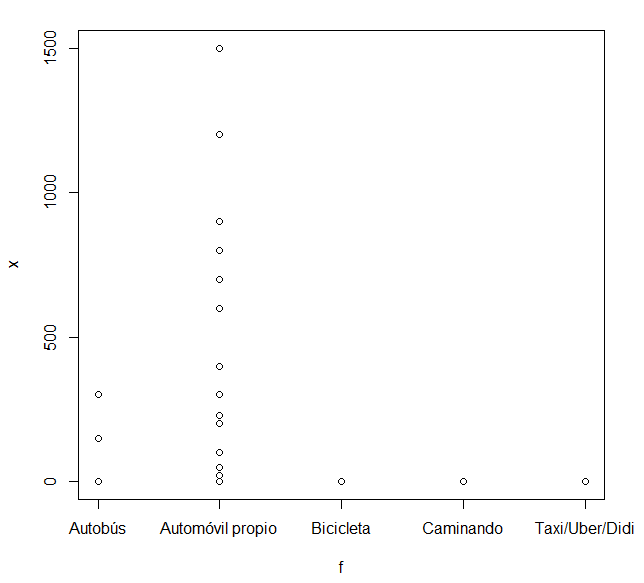 1500
1000
x
500
0
Autobús Automóvil propio Bicicleta Caminando Taxi/Uber/Didi
f